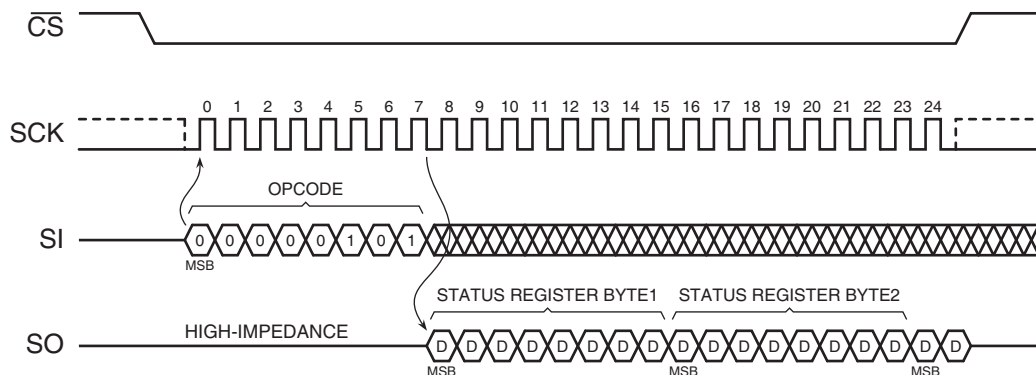 CS
0 1 2 3 4 5 6 7 8 9 10 11 12 13 14 15 16 17 18 19 20 21 22 23 24
SCK
OPCODE
SI
0 0 0 0 0 1 0 1
MSB
STATUS REGISTER BYTE1 STATUS REGISTER BYTE2
SO
HIGH-IMPEDANCE
D D D D D D D D D D D D D D D D D D
MSB MSB MSB